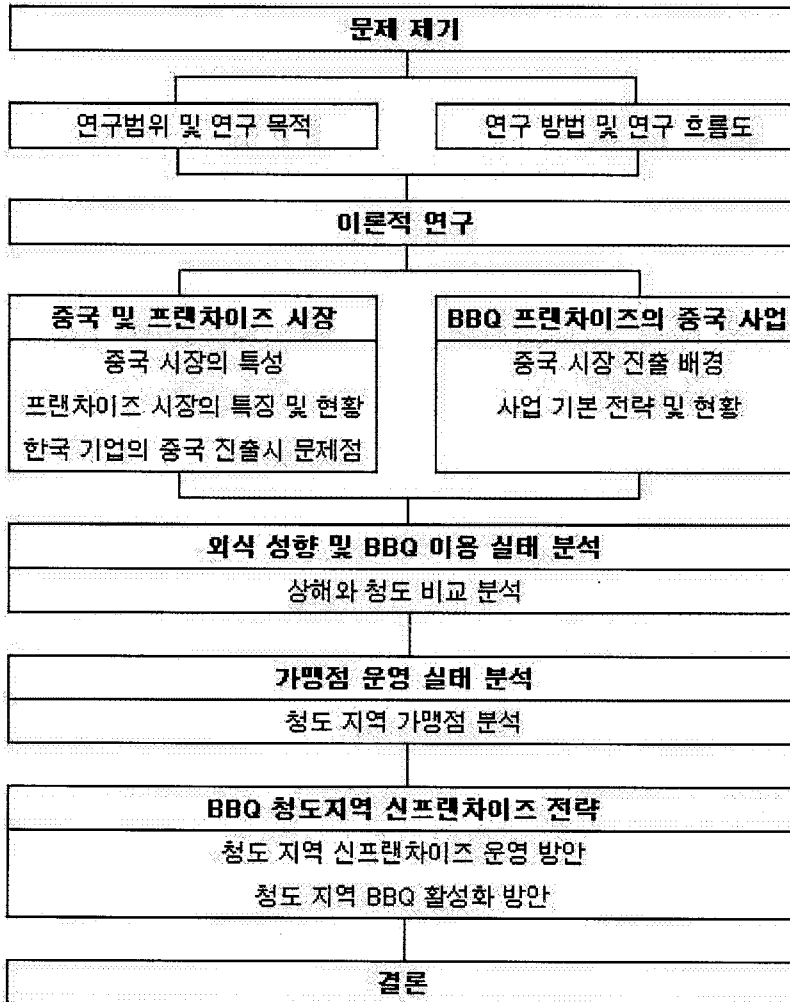 문제 제기
연구범위 및 연구 목적
연구 방법 및 연구 흐름도
이론적 연구
중국 및 프랜차이즈 시장
중국 시장의 특성
프랜차이즈 시장의 특징 및 현황
한국 기업의 중국 진출시 문제점
BBQ 프랜차이즈의 중국 사업
중국 시장 진출 배경
사업 기본 전략 및 현황
외식 성향 및 BBQ 이용 실태 분석
상해와 청도 비교 분석
가맹점 운영 실태 분석
청도 지역 가맹점 분석
BBQ 청도지역 신프랜차이즈 전략
청도 지역 신프랜차이즈 운영 방안
청도 지역 BBQ 활성화 방안
결론